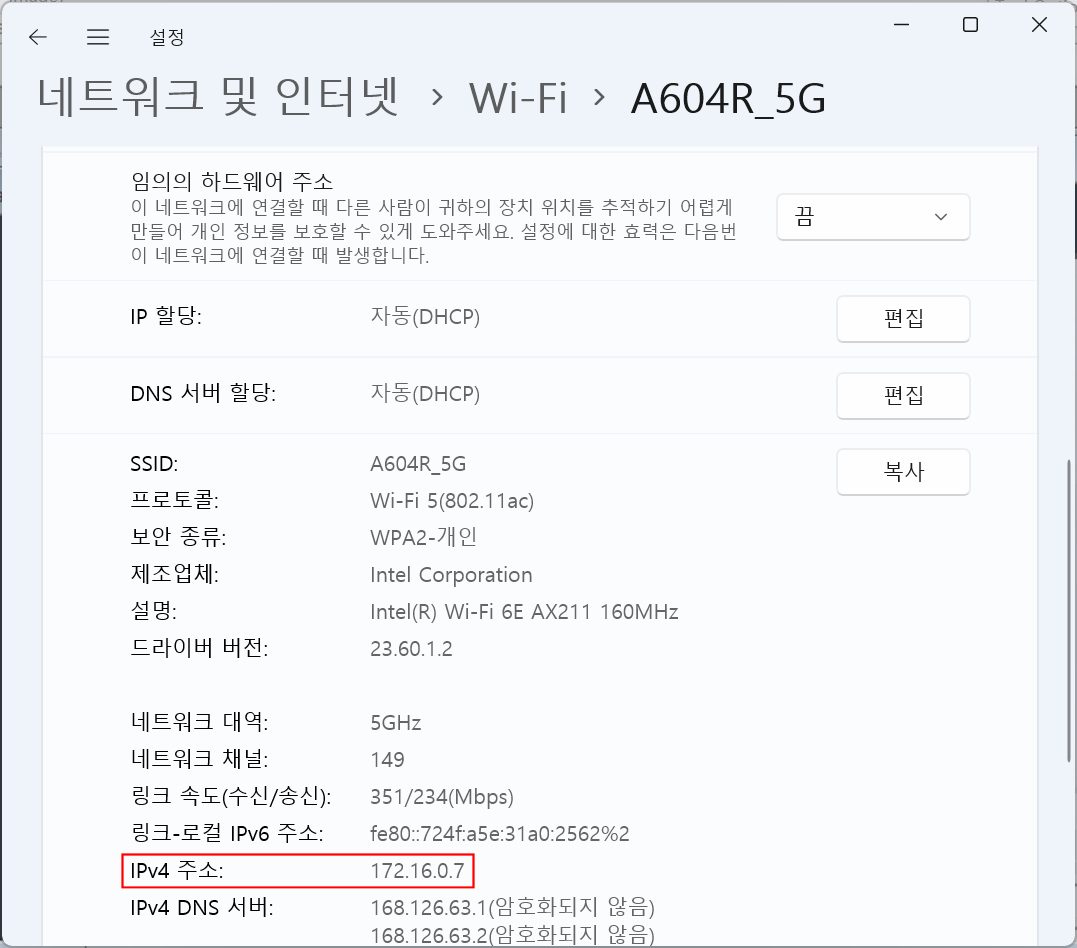 설정
네트워크 및 인터넷 > Wi-Fi > A604R_5G
임의의 하드웨어 주소
이 네트워크에 연결할 때 다른 사람이 귀하의 장치 위치를 추적하기 어렵게
만들어 개인 정보를 보호할 수 있게 도와주세요. 설정에 대한 효력은 다음번
이 네트워크에 연결할 때 발생합니다.
끔
IP 할당: 자동(DHCP) 편집
DNS 서버 할당: 자동(DHCP) 편집
SSID: A604R_5G 복사
프로토콜: Wi-Fi 5(802.11ac)
보안 종류: WPA2-개인
제조업체: Intel Corporation
설명: Intel(R) Wi-Fi 6E AX211 160MHz
드라이버 버전: 23.60.1.2
네트워크 대역: 5GHz
네트워크 채널: 149
링크 속도(수신/송신): 351/234(Mbps)
링크-로컬 IPv6 주소: fe80::724f:a5e:31a0:2562%2
IPv4 주소: 172.16.0.7
IPv4 DNS 서버: 168.126.63.1(암호화되지 않음)
168.126.63.2(암호화되지 않음)